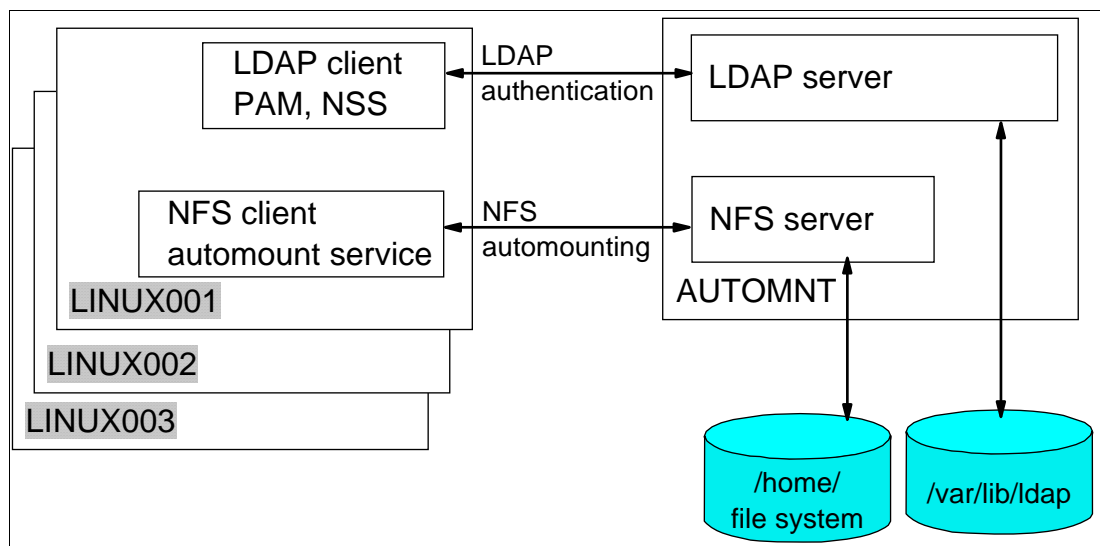 LDAP client
PAM, NSS
LDAP
authentication
LDAP server
NFS client
automount service
NFS
automounting
NFS server
AUTOMNT
LINUX001
LINUX002
LINUX003
/home/
file system
/var/lib/ldap